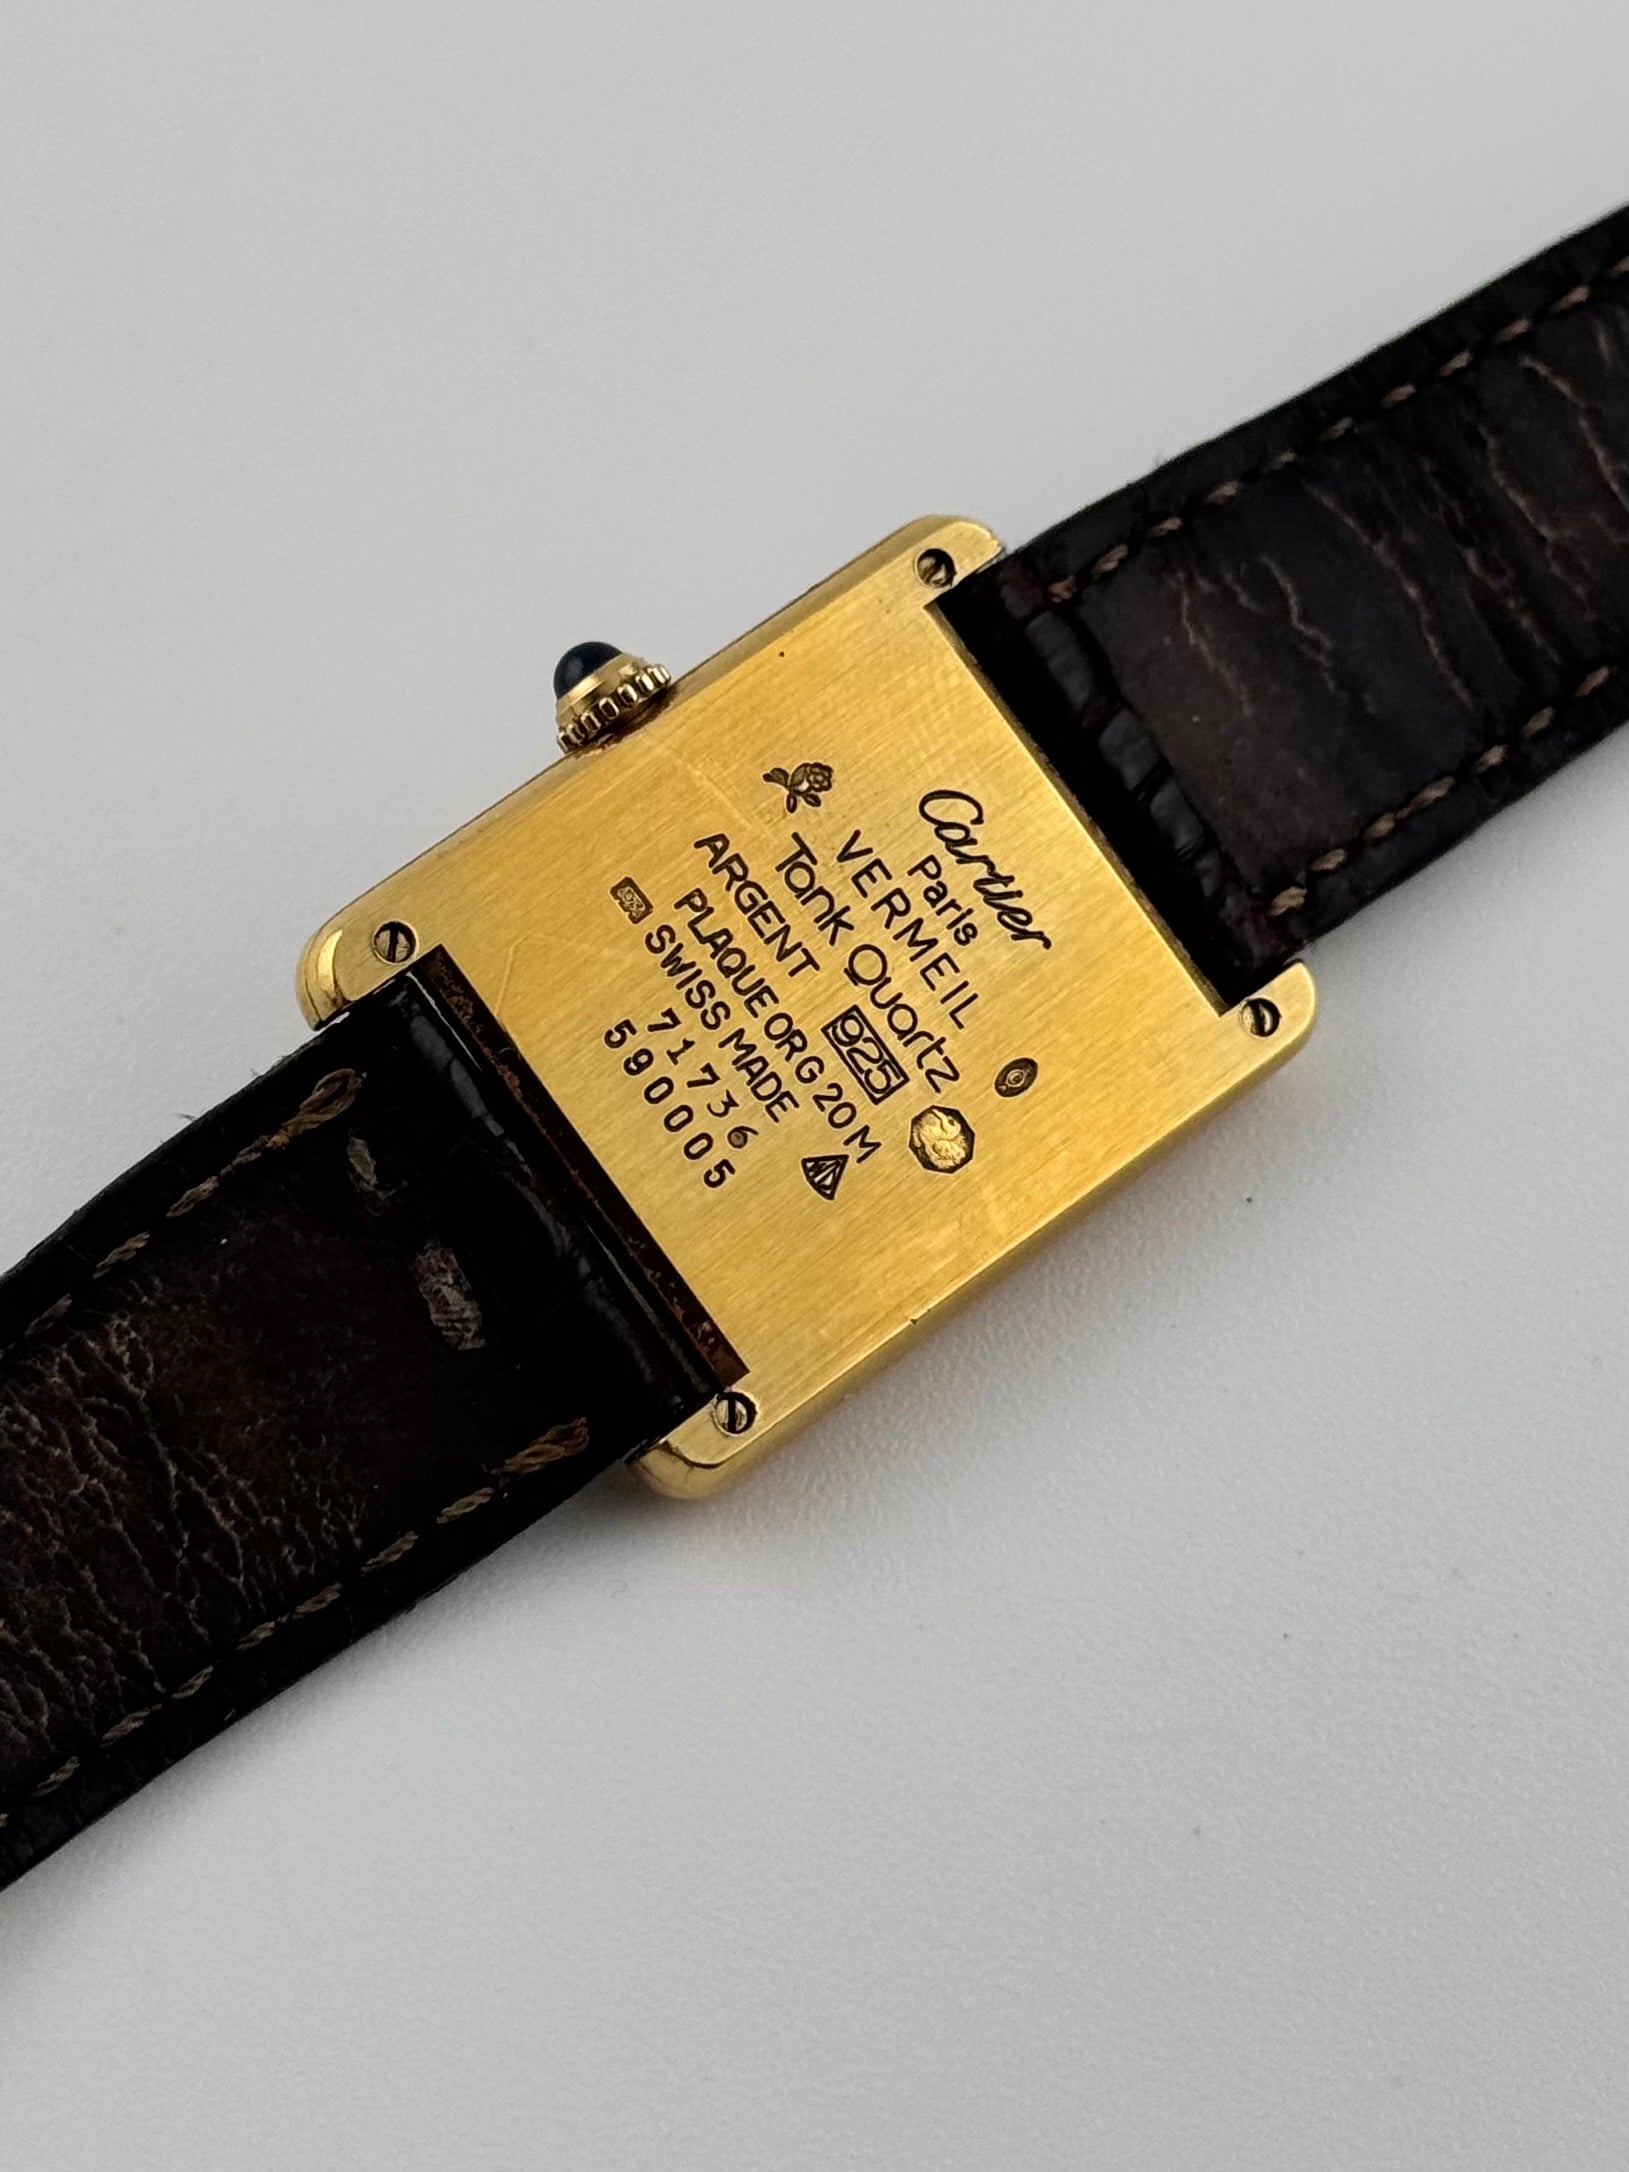 Cartier
Paris
VERMEIL
Tank Quartz
ARGENT 925
PLAQUE OR G 20 M
SWISS MADE
71736
590005